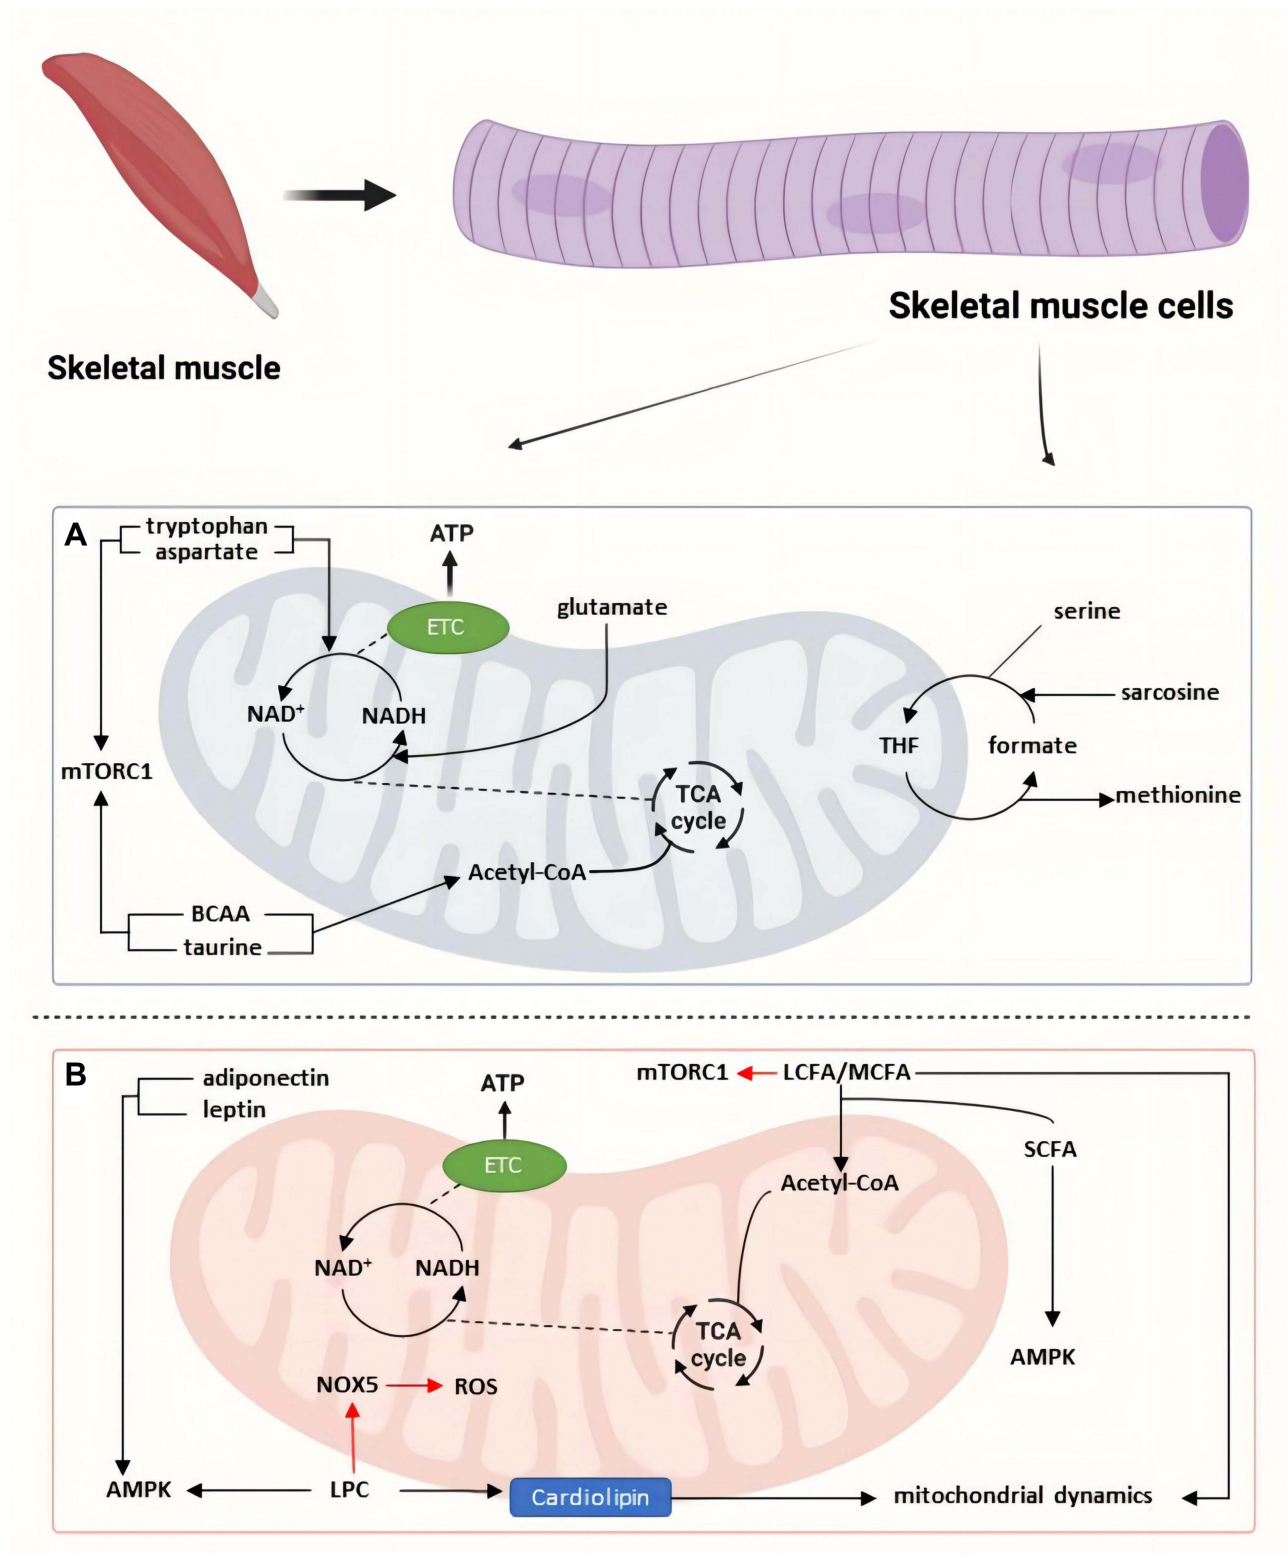 Skeletal muscle cells
Skeletal muscle
A
tryptophan
aspartate
ATP
ETC
glutamate
serine
NAD⁺
NADH
sarcosine
THF
formate
mTORC1
TCA
cycle
methionine
Acetyl-CoA
BCAA
taurine
B
adiponectin
leptin
ATP
mTORC1
LCFA/MCFA
ETC
SCFA
Acetyl-CoA
NAD⁺
NADH
TCA
cycle
AMPK
NOX5
ROS
AMPK
LPC
Cardiolipin
mitochondrial dynamics